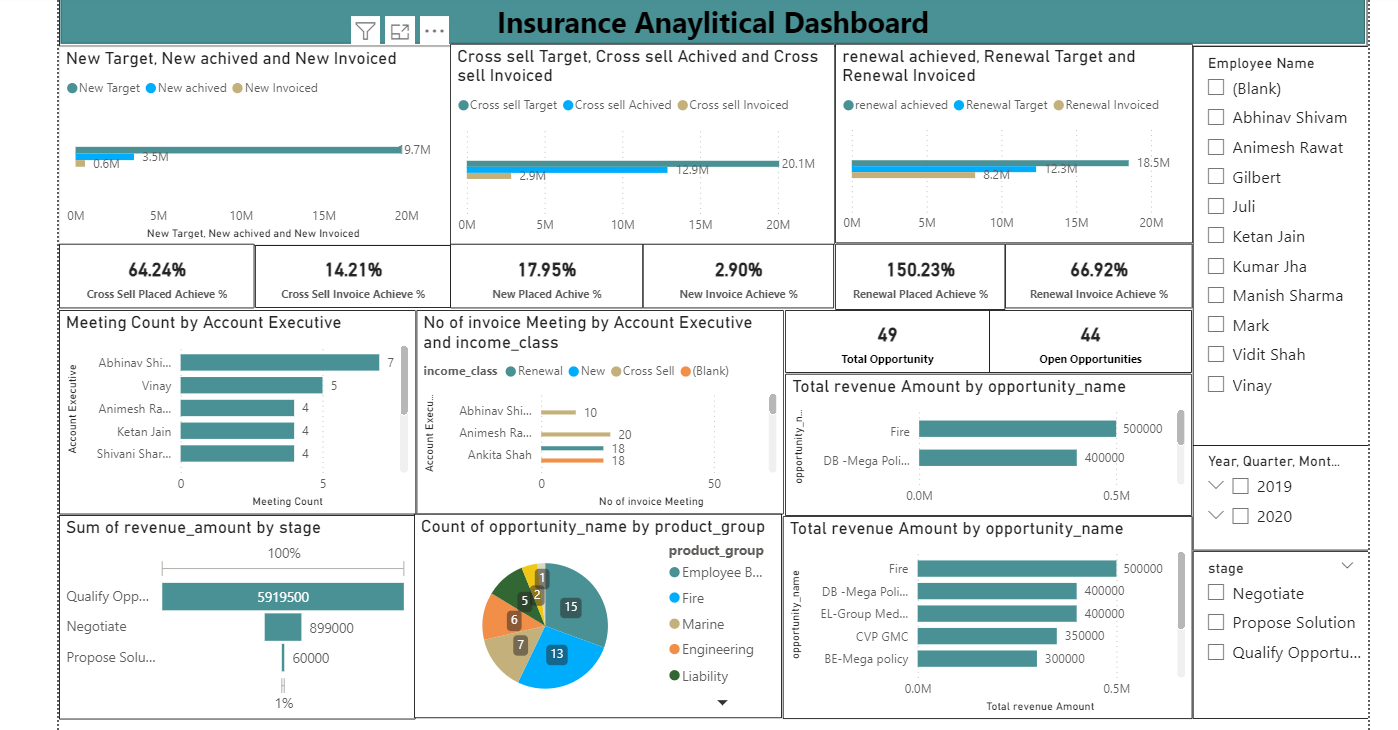 Insurance Anaylitical Dashboard
New Target, New achived and New Invoiced
New Target New achived New Invoiced
19.7M
3.5M
0.6M
0M 5M 10M 15M 20M
New Target, New achived and New Invoiced
Cross sell Target, Cross sell Achived and Cross
sell Invoiced
Cross sell Target Cross sell Achived Cross sell Invoiced
20.1M
12.9M
2.9M
0M 5M 10M 15M 20M
renewal achieved, Renewal Target and
Renewal Invoiced
renewal achieved Renewal Target Renewal Invoiced
18.5M
12.3M
8.2M
0M 5M 10M 15M 20M
64.24%
Cross Sell Placed Achieve %
14.21%
Cross Sell Invoice Achieve %
17.95%
New Placed Achive %
2.90%
New Invoice Achive %
150.23%
Renewal Placed Achieve %
66.92%
Renewal Invoice Achieve %
Meeting Count by Account Executive
Account Executive
Abhinav Shi... 7
Vinay 5
Animesh Ra... 4
Ketan Jain 4
Shivani Shar... 4
0 5
Meeting Count
No of invoice Meeting by Account Executive
and income_class
income_class Renewal New Cross Sell (Blank)
Account Execu...
Abhinav Shi... 10
Animesh Ra... 20
Ankita Shah 18
18
0 50
No of invoice Meeting
49
Total Opportunity
44
Open Opportunities
Total revenue Amount by opportunity_name
opportunity_n...
Fire 500000
DB -Mega Poli... 400000
0.0M 0.5M
Sum of revenue_amount by stage
100%
Qualify Opp... 5919500
Negotiate 899000
Propose Solu... 60000
1%
Count of opportunity_name by product_group
15
13
7
6
5
2
1
product_group
Employee B...
Fire
Marine
Engineering
Liability
Total revenue Amount by opportunity_name
opportunity_name
Fire 500000
DB -Mega Poli... 400000
EL-Group Med... 400000
CVP GMC 350000
BE-Mega policy 300000
0.0M 0.5M
Total revenue Amount
Employee Name
(Blank)
Abhinav Shivam
Animesh Rawat
Gilbert
Juli
Ketan Jain
Kumar Jha
Manish Sharma
Mark
Vidit Shah
Vinay
Year, Quarter, Mont...
2019
2020
stage
Negotiate
Propose Solution
Qualify Opportu...